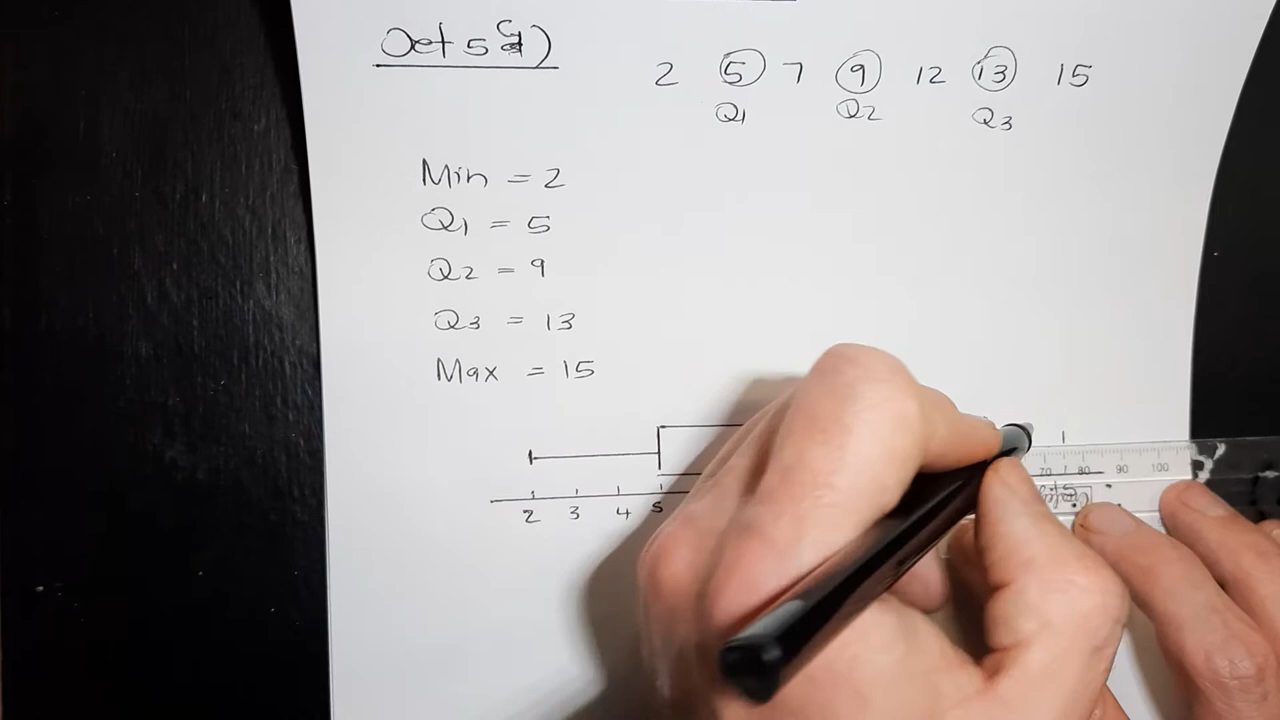 Oct 5
2 5 7 9 12 13 15
Q1 Q2 Q3
Min = 2
Q1 = 5
Q2 = 9
Q3 = 13
Max = 15
70 80 90 100
2 3 4 5